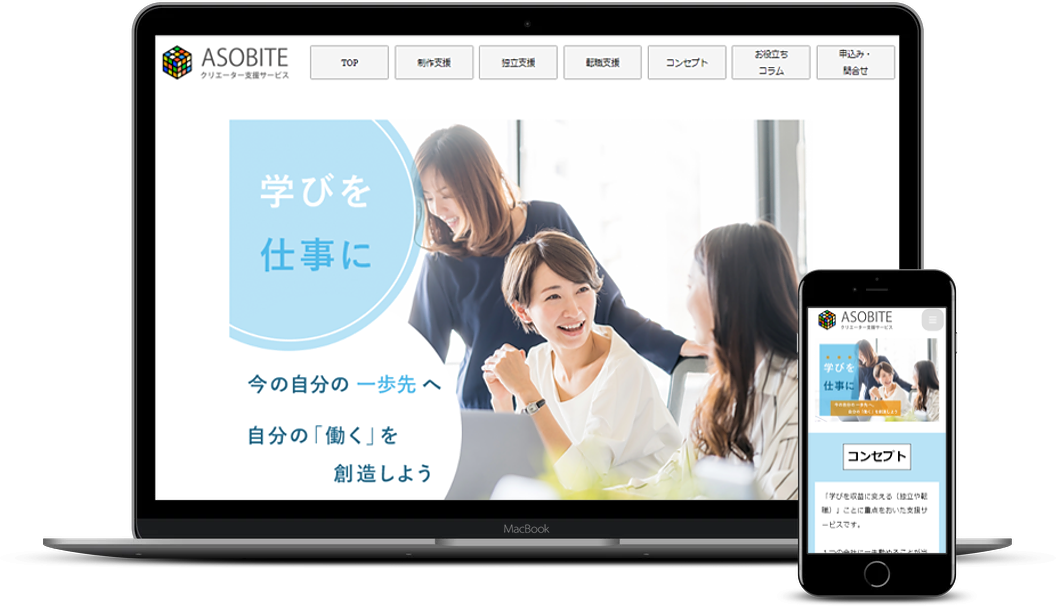 ASOBITE
クリエーター支援サービス
TOP
制作支援
独立支援
転職支援
コンセプト
お役立ち
コラム
申込み・
問合せ
学びを
仕事に
今の自分の 一歩先 へ
自分の「働く」を
創造しよう
MacBook
ASOBITE
クリエーター支援サービス
学びを
仕事に
今の自分の 一歩先 へ、
自分の「働く」を創造しよう
コンセプト
「学びを収益に変える（独立や転
職）」ことに重点をおいた支援サ
ービスです。